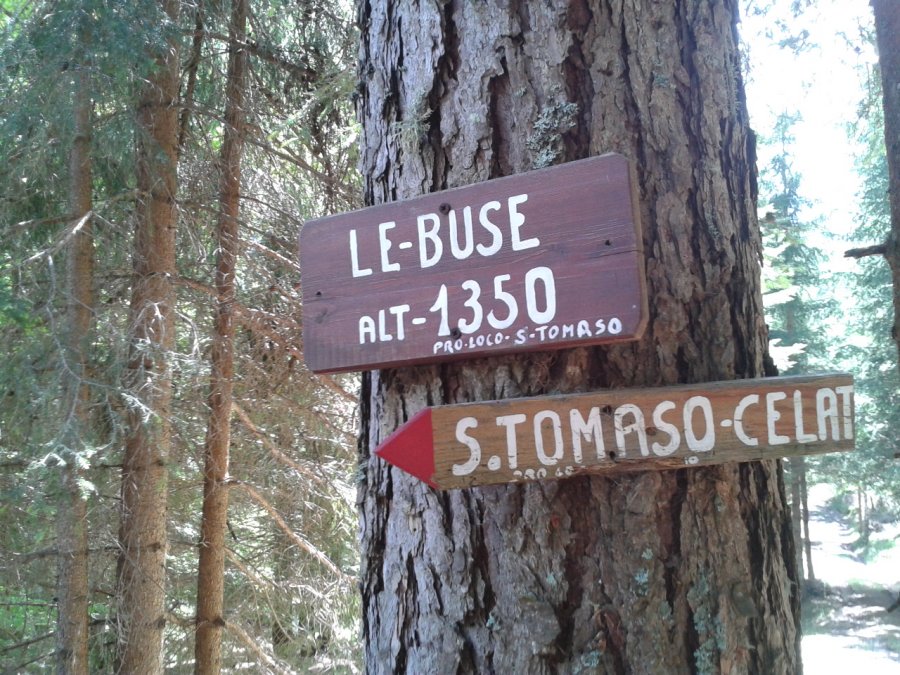 LE-BUSE
ALT-1350
PRO-LOCO-S-TOMASO
S.TOMASO-CELAT